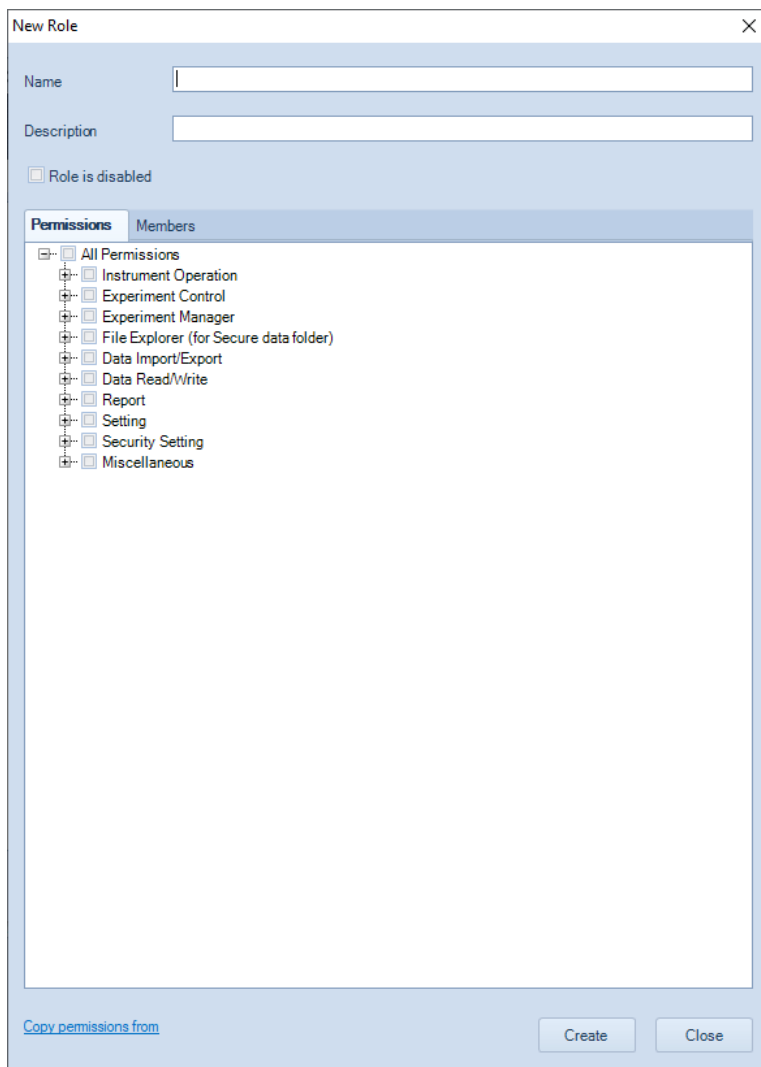 New Role
Name
Description
Role is disabled
Permissions Members
All Permissions
Instrument Operation
Experiment Control
Experiment Manager
File Explorer (for Secure data folder)
Data Import/Export
Data Read/Write
Report
Setting
Security Setting
Miscellaneous
Copy permissions from
Create Close